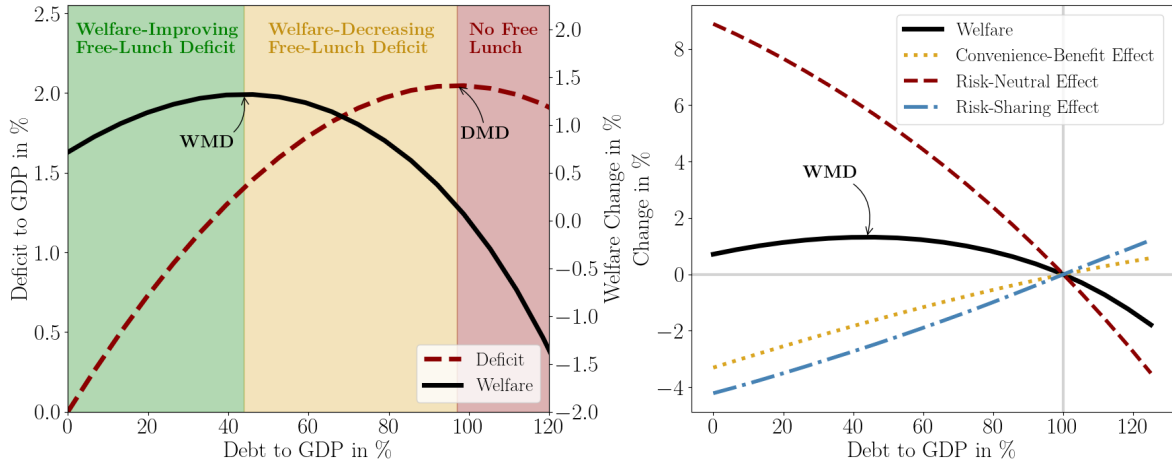 Welfare-Improving
Free-Lunch Deficit
Welfare-Decreasing
Free-Lunch Deficit
No Free
Lunch
WMD
DMD
Deficit
Welfare
Deficit to GDP in %
2.5
2.0
1.5
1.0
0.5
0.0
0
20
40
60
80
100
120
Debt to GDP in %
2.0
1.5
1.0
0.5
0.0
−0.5
−1.0
−1.5
−2.0
Welfare Change in %
Welfare
Convenience-Benefit Effect
Risk-Neutral Effect
Risk-Sharing Effect
WMD
Change in %
8
6
4
2
0
−2
−4
0
20
40
60
80
100
120
Debt to GDP in %